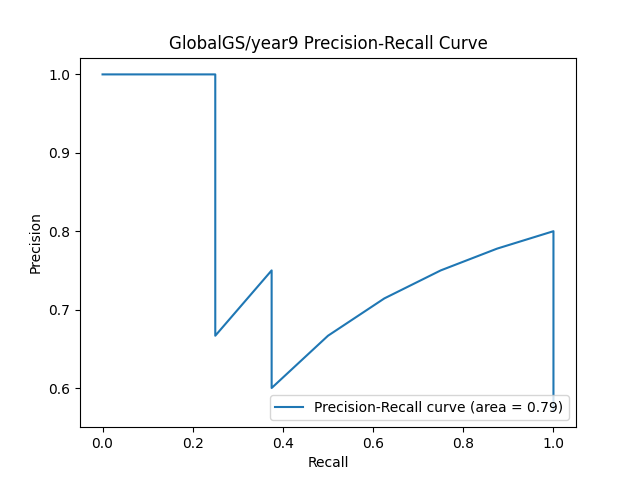 GlobalGS/year9 Precision-Recall Curve
1.0
0.9
0.8
0.7
0.6
Precision
Precision-Recall curve (area = 0.79)
0.0 0.2 0.4 0.6 0.8 1.0
Recall